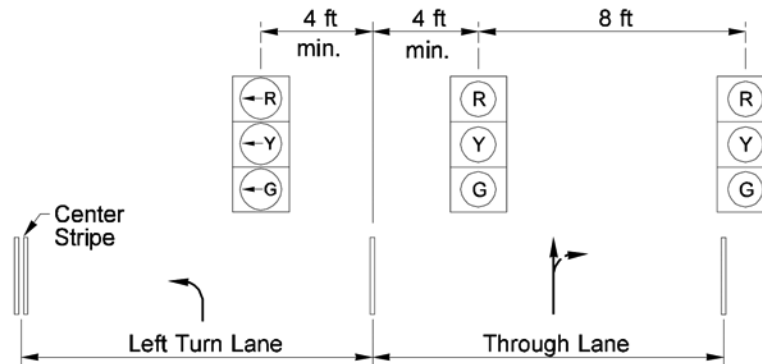 4 ft 4 ft 8 ft
min. min.
R R R
Y Y Y
G G G
Center
Stripe
Left Turn Lane Through Lane